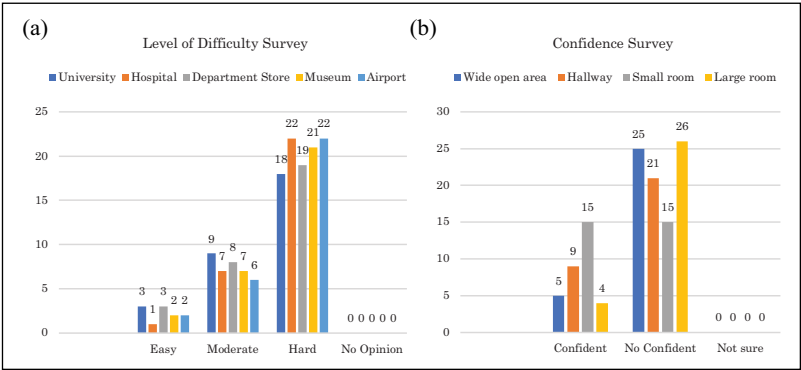 (a)
Level of Difficulty Survey
University Hospital Department Store Museum Airport
25
20
15
10
5
0
3 1 3 2 2
9 7 8 7 6
18 22 19 21 22
0 0 0 0 0
Easy Moderate Hard No Opinion
(b)
Confidence Survey
Wide open area Hallway Small room Large room
30
25
20
15
10
5
0
5 9 15 4
25 21 15 26
0 0 0 0
Confident No Confident Not sure